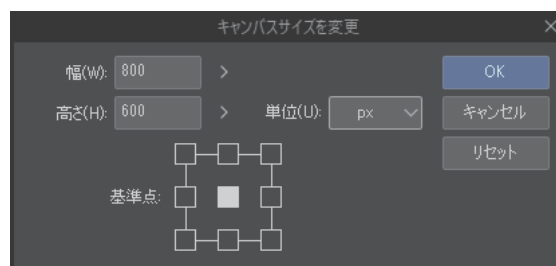 キャンバスサイズを変更
幅(W): 800
OK
高さ(H): 600 単位(U): px
キャンセル
リセット
基準点: